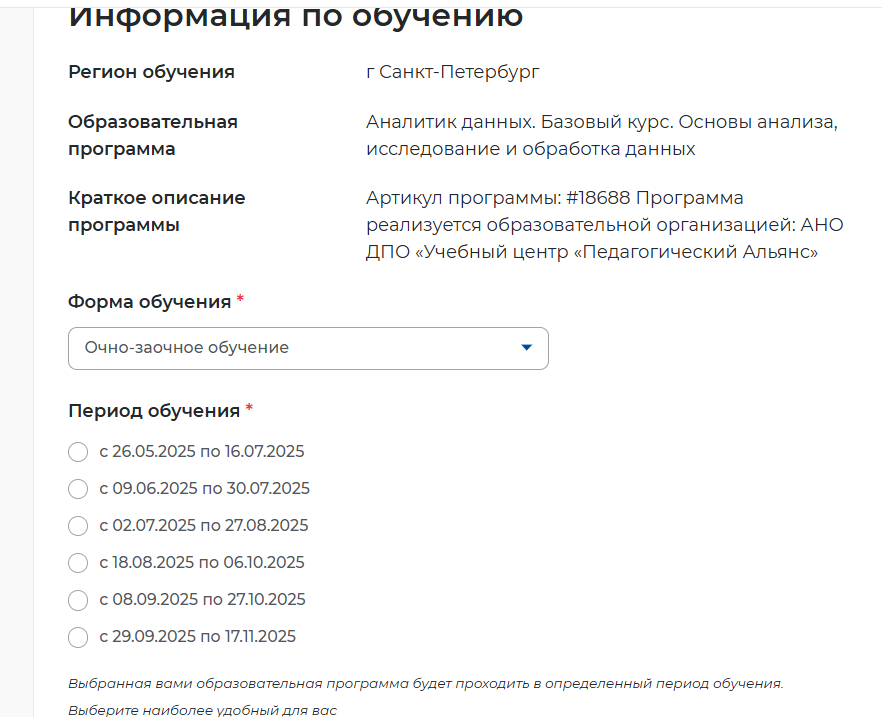 Информация по обучению
Регион обучения
г Санкт-Петербург
Образовательная
программа
Аналитик данных. Базовый курс. Основы анализа,
исследование и обработка данных
Краткое описание
программы
Артикул программы: #18688 Программа
реализуется образовательной организацией: АНО
ДПО «Учебный центр «Педагогический Альянс»
Форма обучения *
Очно-заочное обучение
Период обучения *
с 26.05.2025 по 16.07.2025
с 09.06.2025 по 30.07.2025
с 02.07.2025 по 27.08.2025
с 18.08.2025 по 06.10.2025
с 08.09.2025 по 27.10.2025
с 29.09.2025 по 17.11.2025
Выбранная вами образовательная программа будет проходить в определенный период обучения.
Выберите наиболее удобный для вас